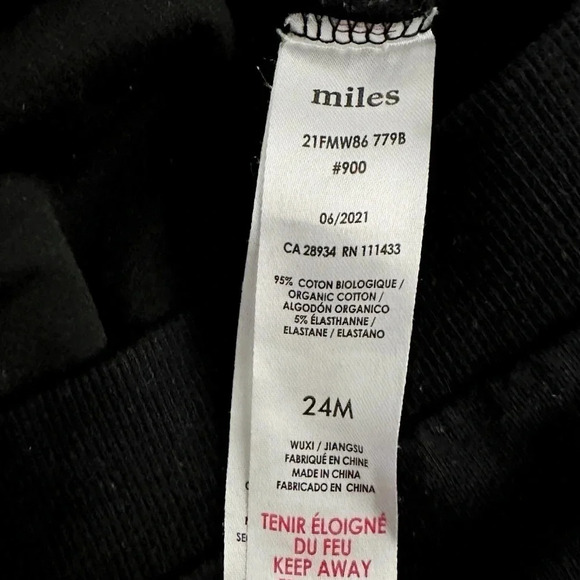 miles
21FMW86 779B
#900
06/2021
CA 28934 RN 111433
95% COTON BIOLOGIQUE /
ORGANIC COTTON /
ALGODÓN ORGANICO
5% ÉLASTHANNE /
ELASTANE / ELASTANO
24M
WUXI / JIANGSU
FABRIQUÉ EN CHINE
MADE IN CHINA
FABRICADO EN CHINA
TENIR ÉLOIGNÉ
DU FEU
KEEP AWAY